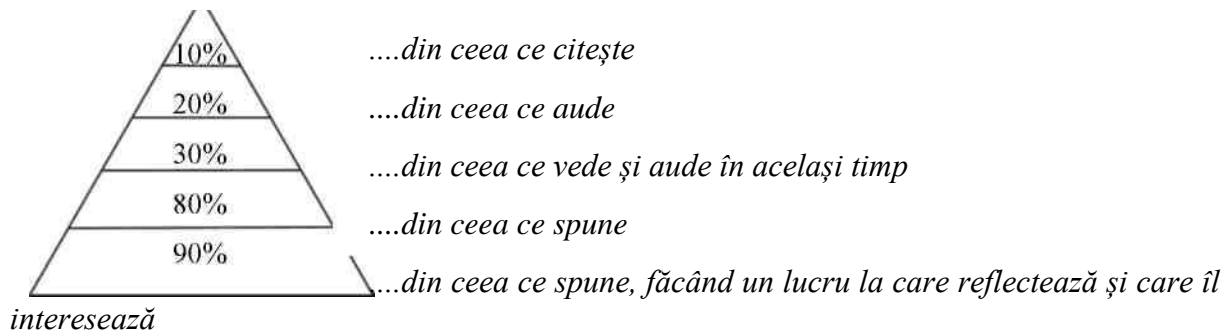 10% ....din ceea ce citește
20% ....din ceea ce aude
30% ....din ceea ce vede și aude în același timp
80% ....din ceea ce spune
90% ....din ceea ce spune, făcând un lucru la care reflectează și care îl
interesează